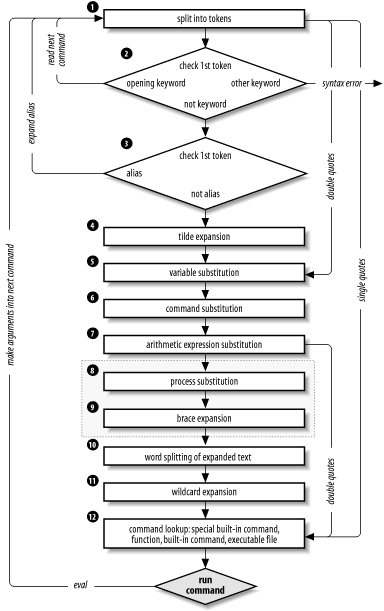 1
split into tokens
read next
command
2
check 1st token
opening keyword
other keyword
syntax error
not keyword
expand alias
3
check 1st token
alias
not alias
double quotes
4
tilde expansion
5
variable substitution
make arguments into next command
single quotes
6
command substitution
7
arithmetic expression substitution
8
process substitution
9
brace expansion
10
word splitting of expanded text
double quotes
11
wildcard expansion
12
command lookup: special built-in command,
function, built-in command, executable file
eval
run
command